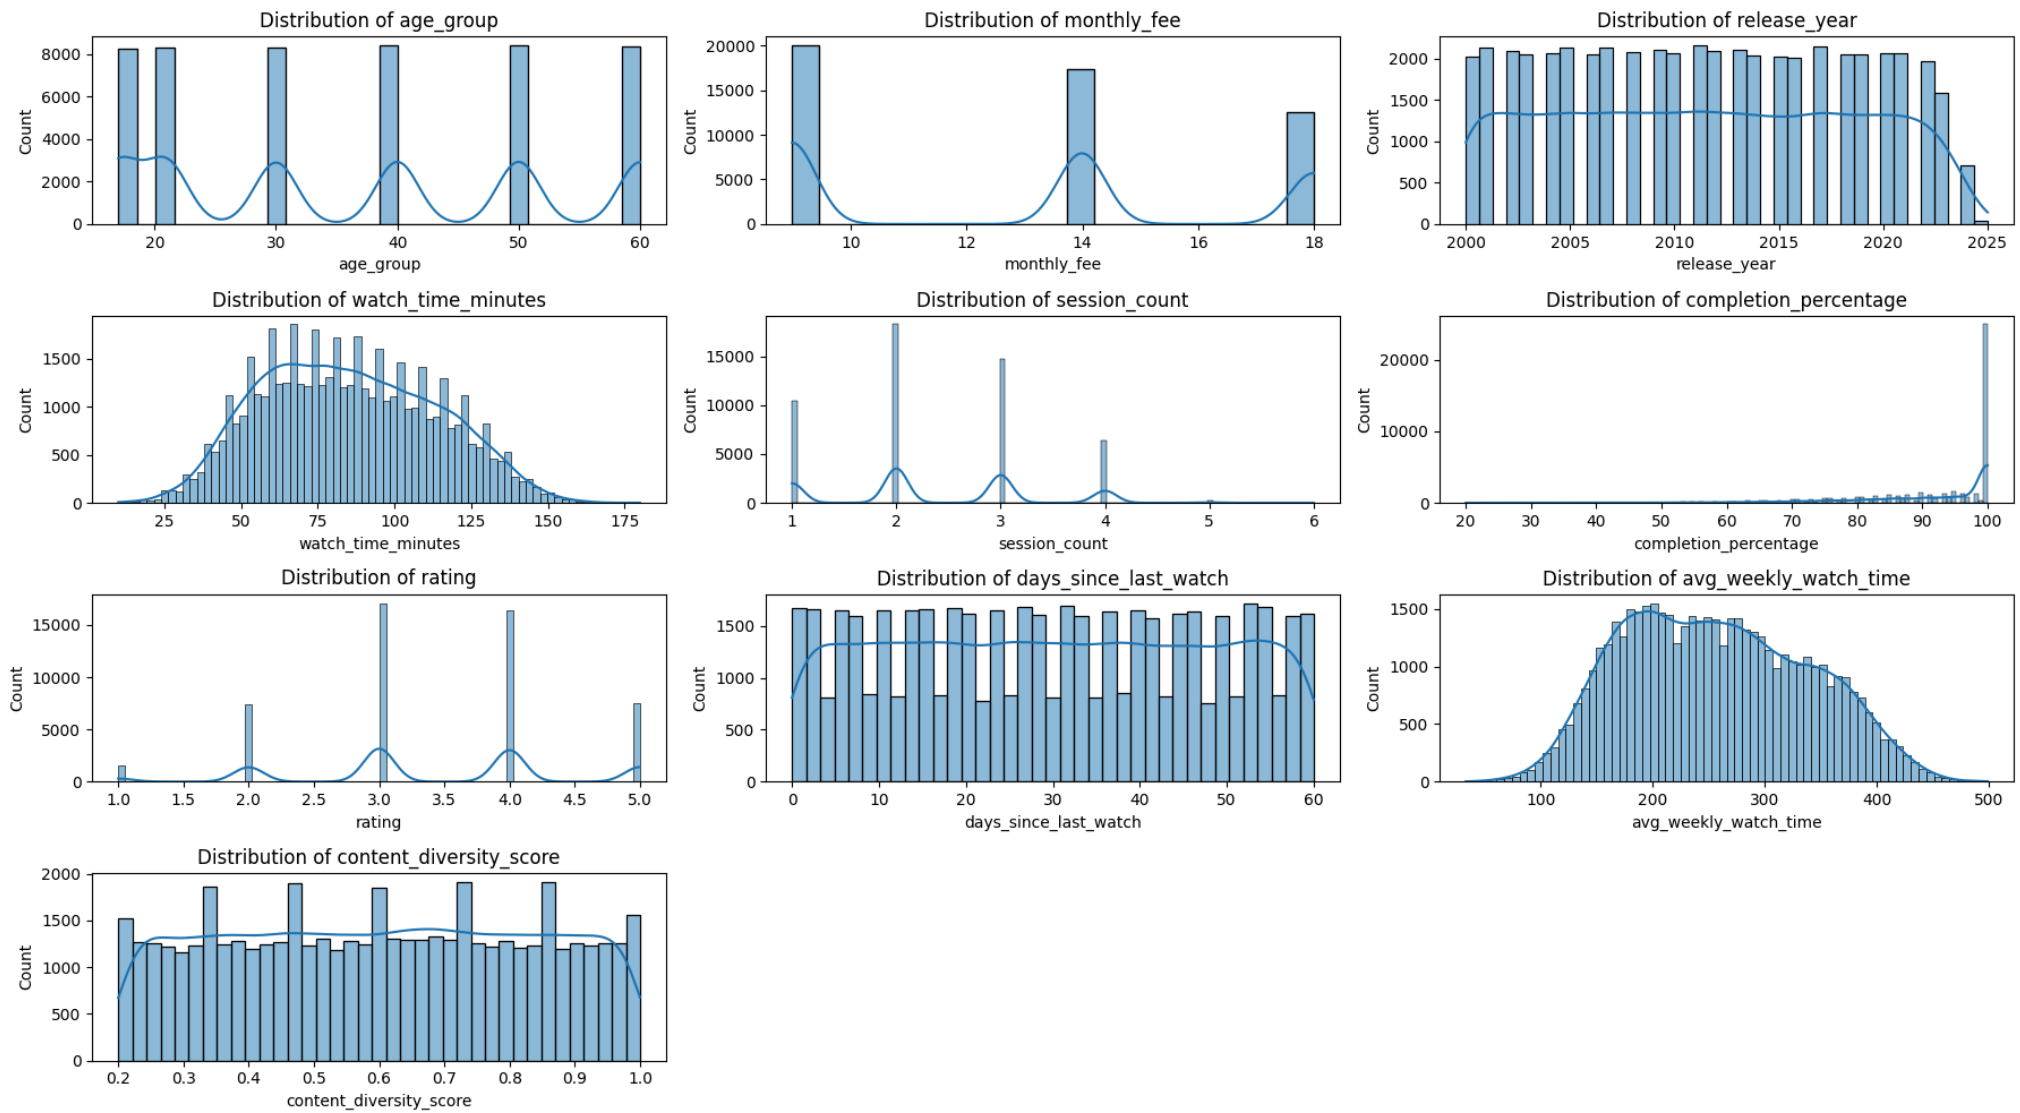 Distribution of age_group
Count
8000
6000
4000
2000
0
20 30 40 50 60
age_group
Distribution of monthly_fee
Count
20000
15000
10000
5000
0
10 12 14 16 18
monthly_fee
Distribution of release_year
Count
2000
1500
1000
500
0
2000 2005 2010 2015 2020 2025
release_year
Distribution of watch_time_minutes
Count
1500
1000
500
0
25 50 75 100 125 150 175
watch_time_minutes
Distribution of session_count
Count
15000
10000
5000
0
1 2 3 4 5 6
session_count
Distribution of completion_percentage
Count
20000
10000
0
20 30 40 50 60 70 80 90 100
completion_percentage
Distribution of rating
Count
15000
10000
5000
0
1.0 1.5 2.0 2.5 3.0 3.5 4.0 4.5 5.0
rating
Distribution of days_since_last_watch
Count
1500
1000
500
0
0 10 20 30 40 50 60
days_since_last_watch
Distribution of avg_weekly_watch_time
Count
1500
1000
500
0
100 200 300 400 500
avg_weekly_watch_time
Distribution of content_diversity_score
Count
2000
1500
1000
500
0
0.2 0.3 0.4 0.5 0.6 0.7 0.8 0.9 1.0
content_diversity_score